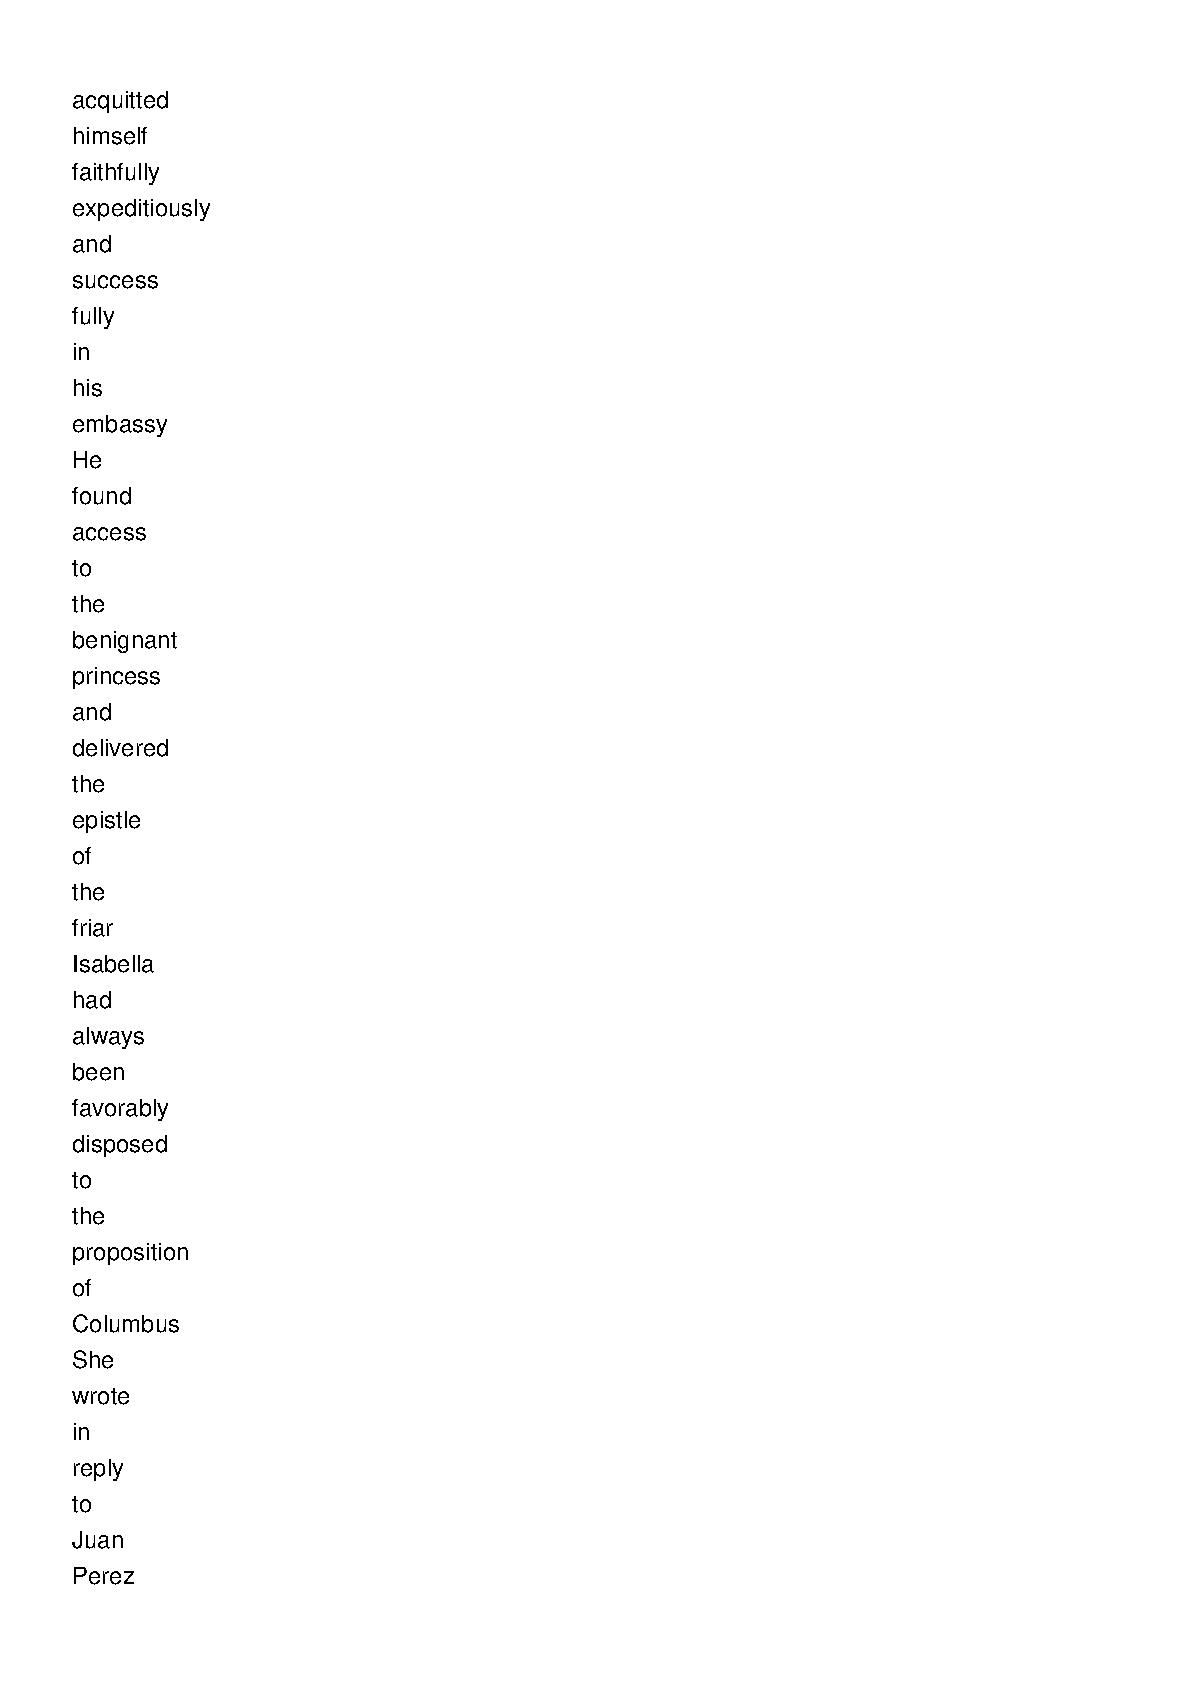 acquitted
himself
faithfully
expeditiously
and
success
fully
in
his
embassy
He
found
access
to
the
benignant
princess
and
delivered
the
epistle
of
the
friar
Isabella
had
always
been
favorably
disposed
to
the
proposition
of
Columbus
She
wrote
in
reply
to
Juan
Perez